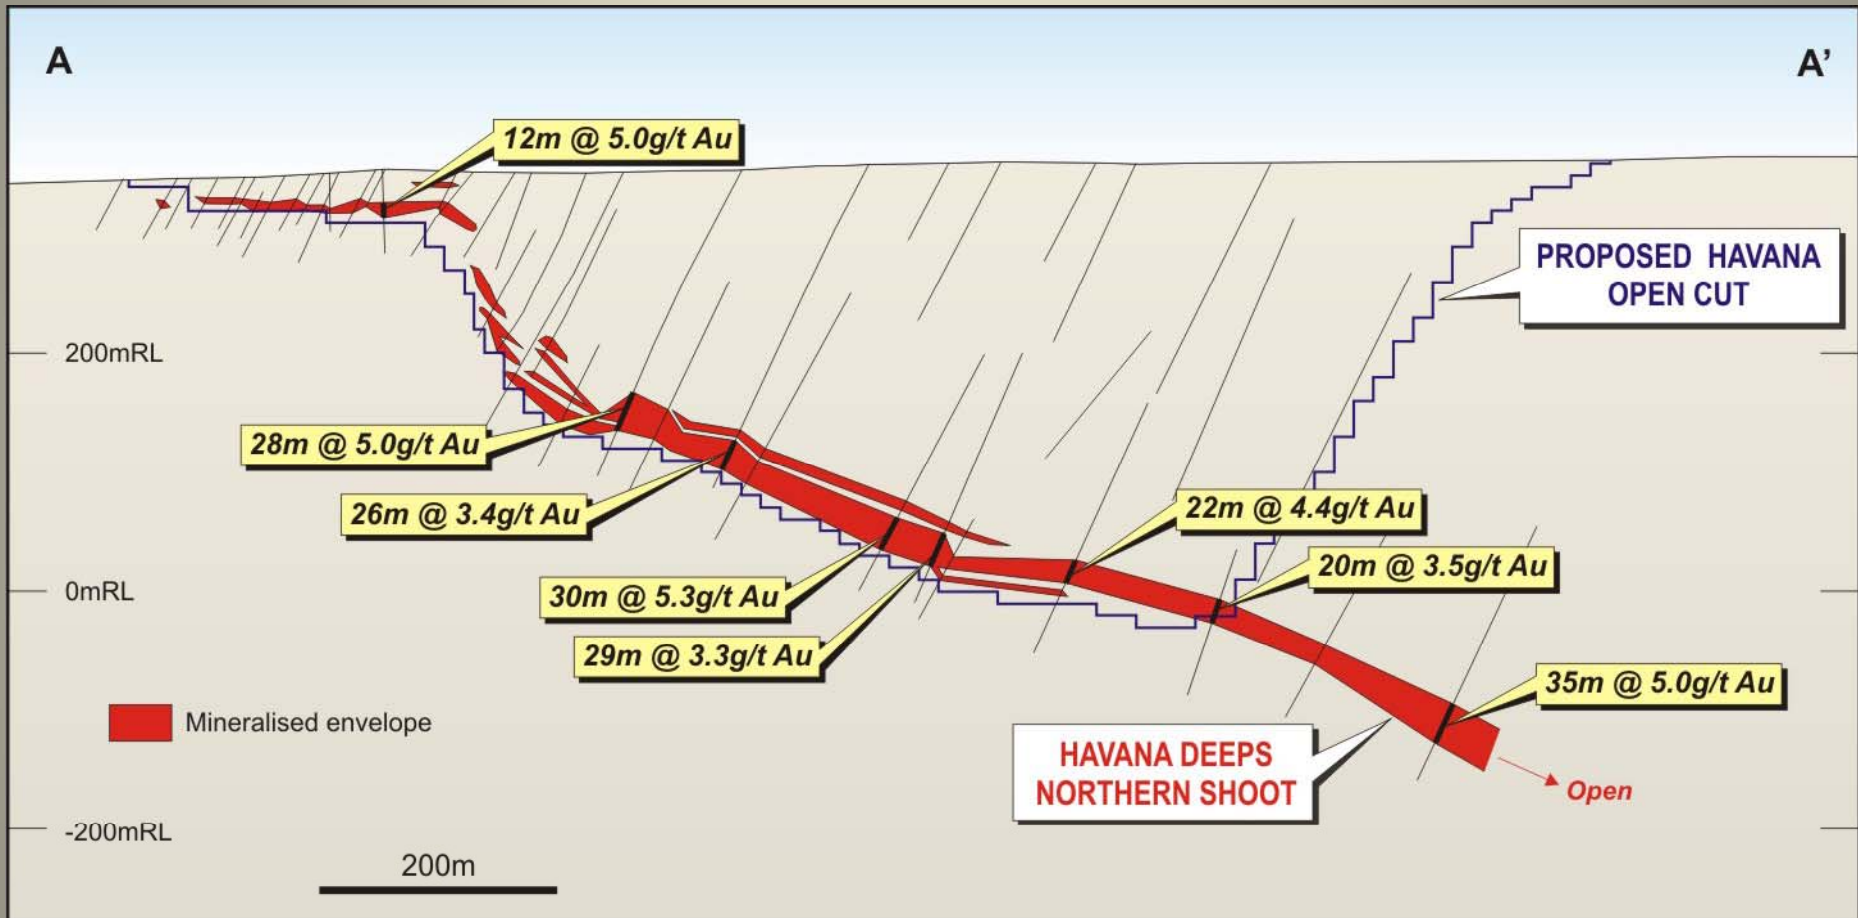 A
A’
12m @ 5.0g/t Au
PROPOSED HAVANA
OPEN CUT
200mRL
28m @ 5.0g/t Au
26m @ 3.4g/t Au
22m @ 4.4g/t Au
20m @ 3.5g/t Au
0mRL
30m @ 5.3g/t Au
29m @ 3.3g/t Au
35m @ 5.0g/t Au
Mineralised envelope
HAVANA DEEPS
NORTHERN SHOOT
Open
-200mRL
200m